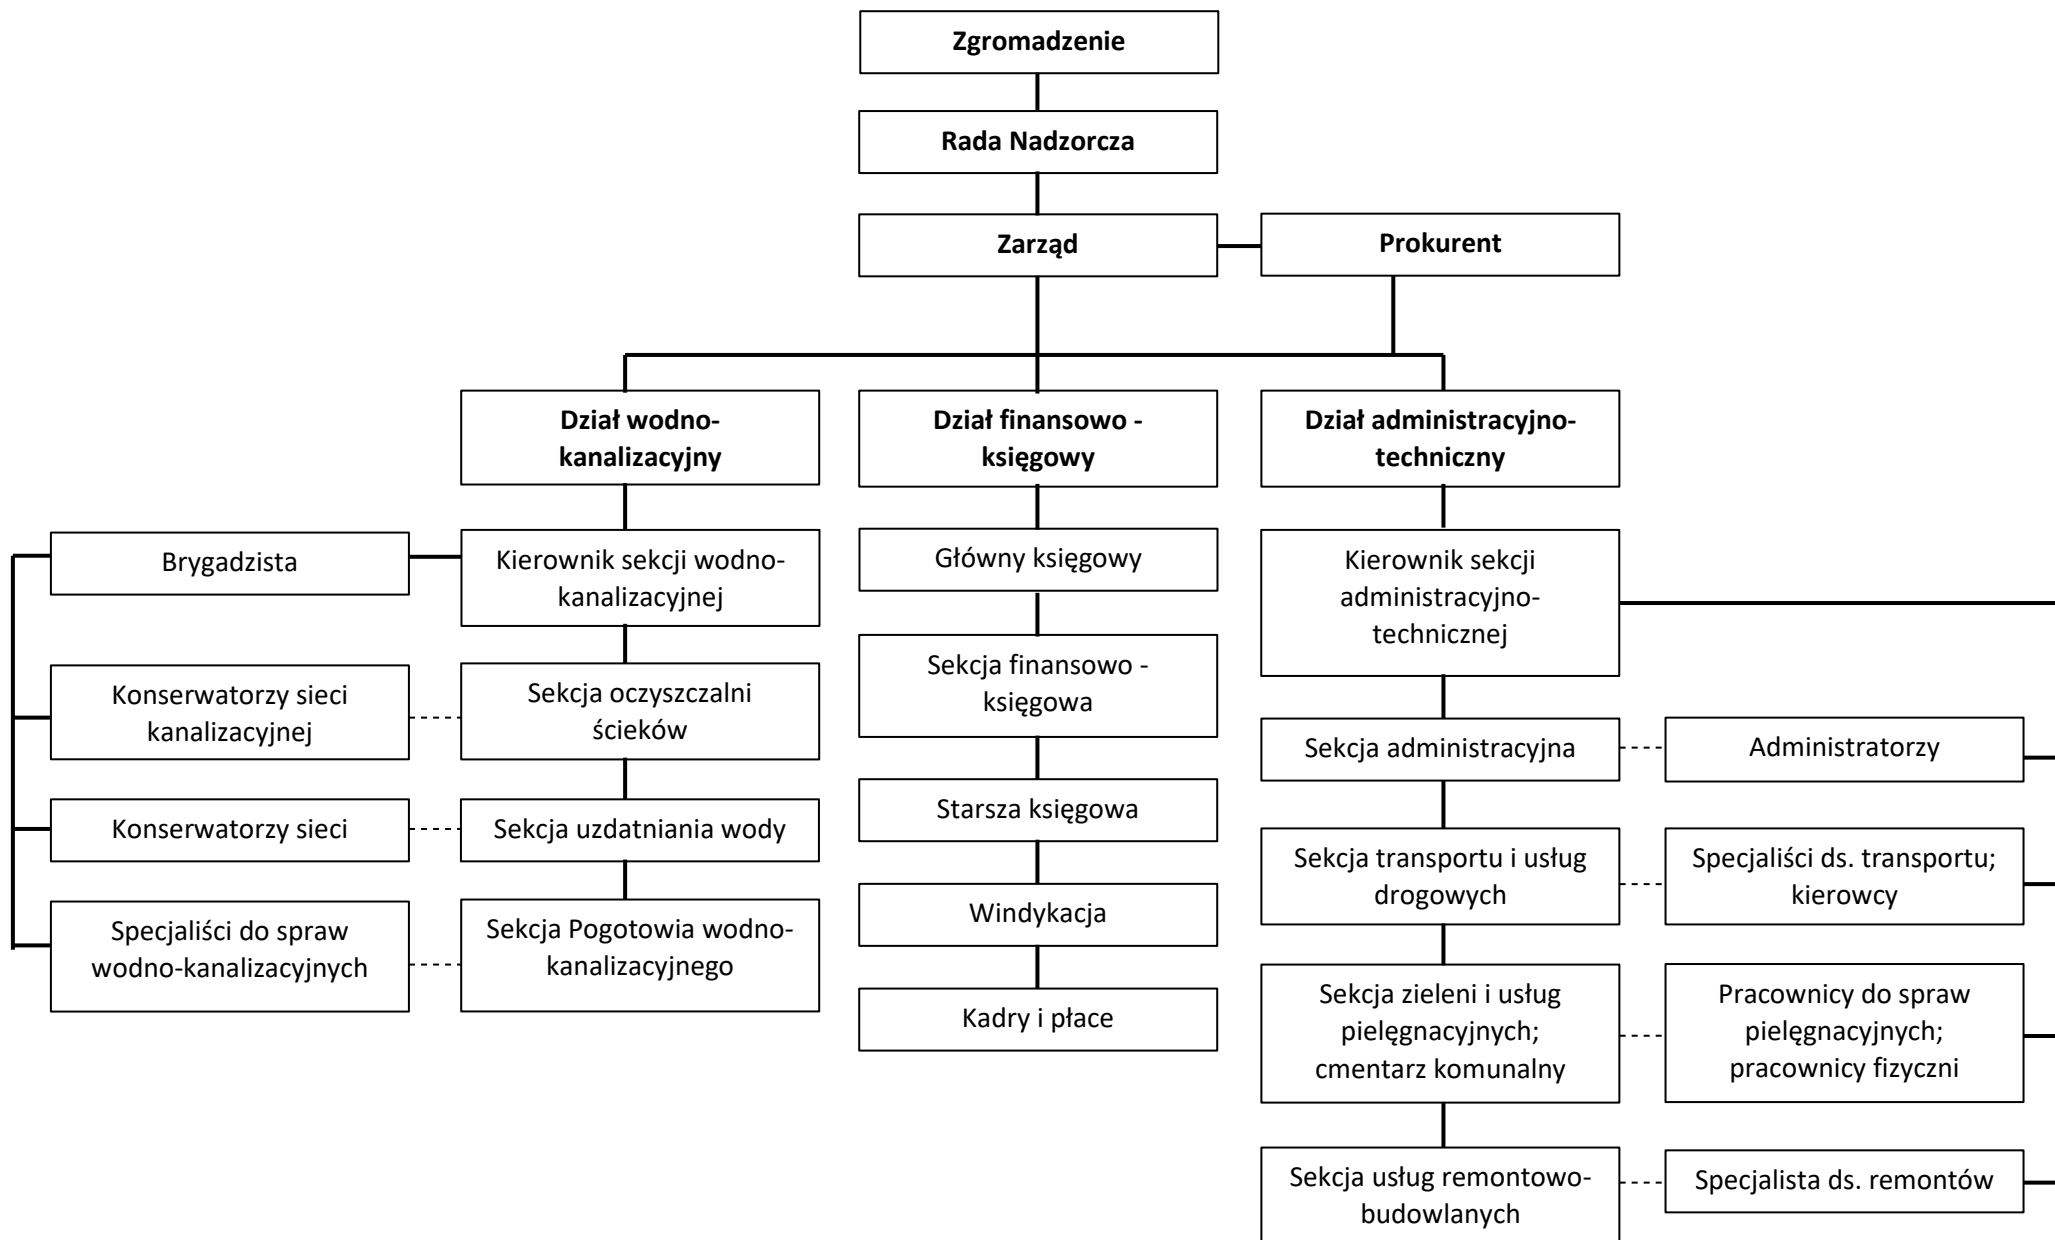 Zgromadzenie
Rada Nadzorcza
Zarząd
Prokurent
Dział wodno-
kanalizacyjny
Dział finansowo -
księgowy
Dział administracyjno-
techniczny
Brygadzista
Kierownik sekcji wodno-
kanalizacyjnej
Główny księgowy
Kierownik sekcji
administracyjno-
technicznej
Konserwatorzy sieci
kanalizacyjnej
Sekcja oczyszczalni
ścieków
Sekcja finansowo -
księgowa
Sekcja administracyjna
Administratorzy
Konserwatorzy sieci
Sekcja uzdatniania wody
Starsza księgowa
Sekcja transportu i usług
drogowych
Specjaliści ds. transportu;
kierowcy
Specjaliści do spraw
wodno-kanalizacyjnych
Sekcja Pogotowia wodno-
kanalizacyjnego
Windykacja
Sekcja zieleni i usług
pielęgnacyjnych;
cmentarz komunalny
Pracownicy do spraw
pielęgnacyjnych;
pracownicy fizyczni
Kadry i płace
Sekcja usług remontowo-
budowlanych
Specjalista ds. remontów